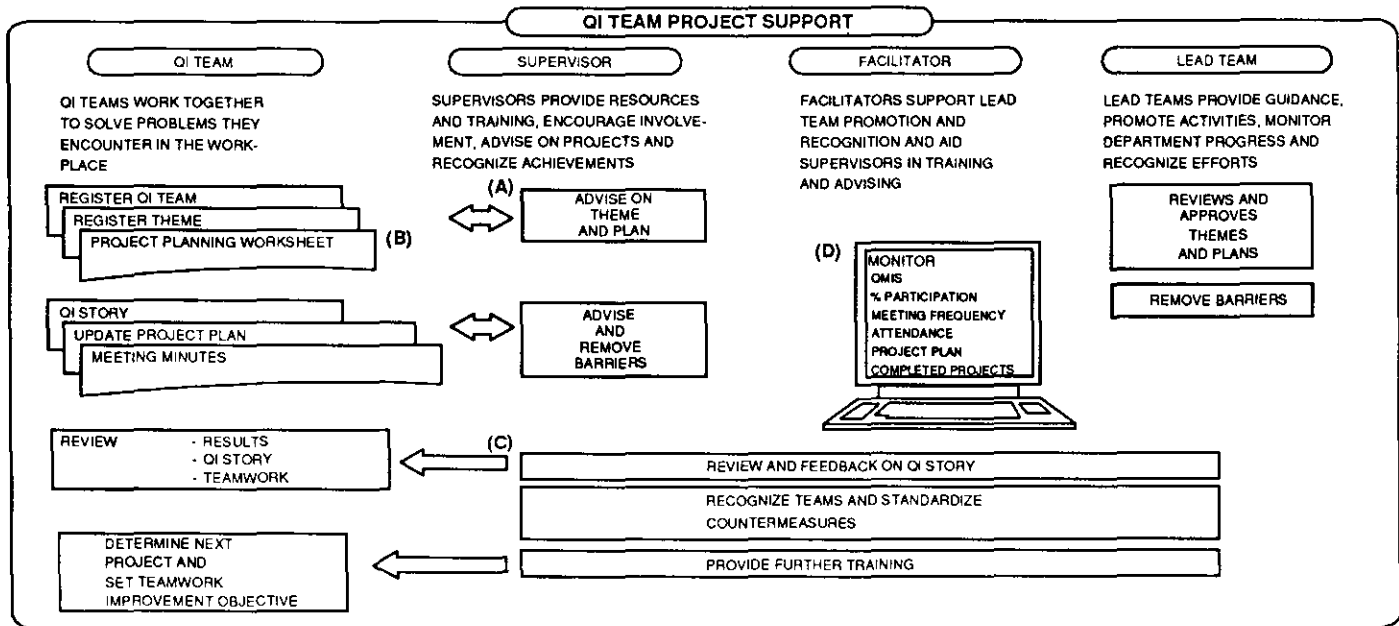 QI TEAM PROJECT SUPPORT
QI TEAM
QI TEAMS WORK TOGETHER
TO SOLVE PROBLEMS THEY
ENCOUNTER IN THE WORK-
PLACE
SUPERVISOR
SUPERVISORS PROVIDE RESOURCES
AND TRAINING, ENCOURAGE INVOLVE-
MENT, ADVISE ON PROJECTS AND
RECOGNIZE ACHIEVEMENTS
FACILITATOR
FACILITATORS SUPPORT LEAD
TEAM PROMOTION AND
RECOGNITION AND AID
SUPERVISORS IN TRAINING
AND ADVISING
LEAD TEAM
LEAD TEAMS PROVIDE GUIDANCE,
PROMOTE ACTIVITIES, MONITOR
DEPARTMENT PROGRESS AND
RECOGNIZE EFFORTS
REGISTER QI TEAM
REGISTER THEME
PROJECT PLANNING WORKSHEET
(B)
(A)
ADVISE ON
THEME
AND PLAN
(D)
MONITOR
QMIS
% PARTICIPATION
MEETING FREQUENCY
ATTENDANCE
PROJECT PLAN
COMPLETED PROJECTS
REVIEWS AND
APPROVES
THEMES
AND PLANS
REMOVE BARRIERS
QI STORY
UPDATE PROJECT PLAN
MEETING MINUTES
ADVISE
AND
REMOVE
BARRIERS
REVIEW - RESULTS
- QI STORY
- TEAMWORK
(C)
REVIEW AND FEEDBACK ON QI STORY
RECOGNIZE TEAMS AND STANDARDIZE
COUNTERMEASURES
DETERMINE NEXT
PROJECT AND
SET TEAMWORK
IMPROVEMENT OBJECTIVE
PROVIDE FURTHER TRAINING